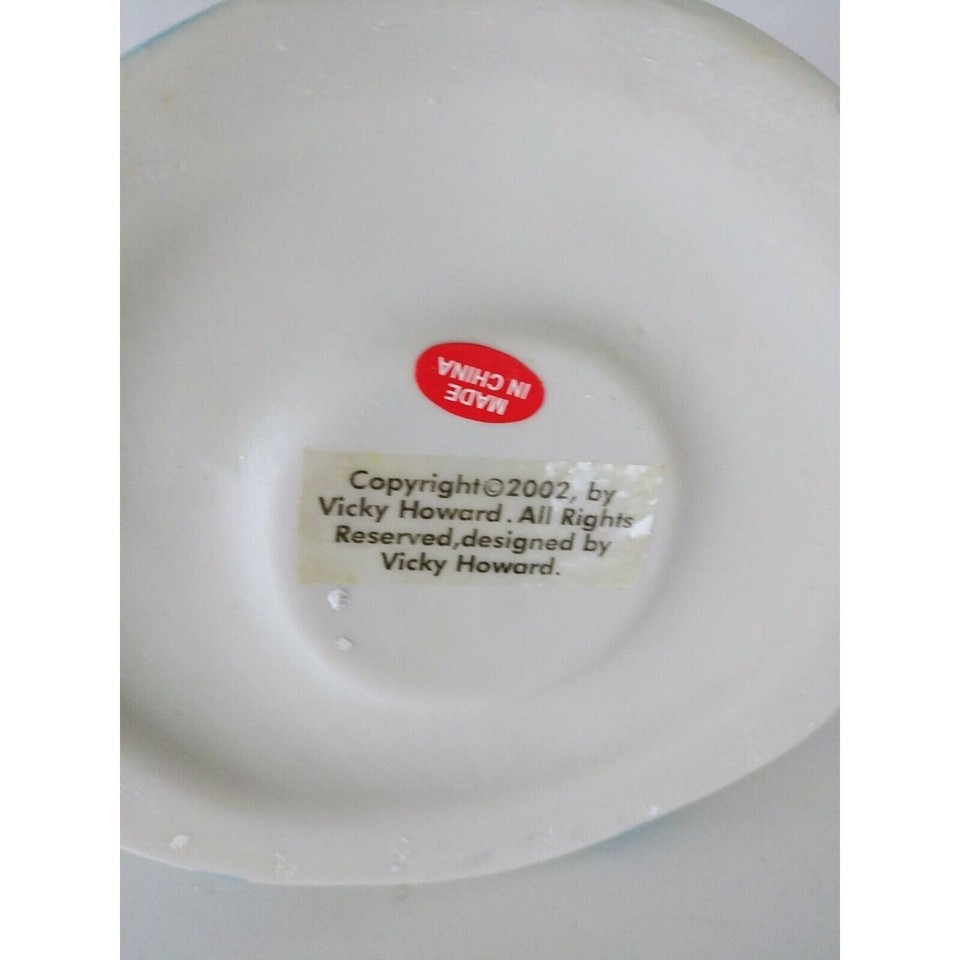 MADE
IN CHINA
Copyright©2002, by
Vicky Howard. All Rights
Reserved,designed by
Vicky Howard.